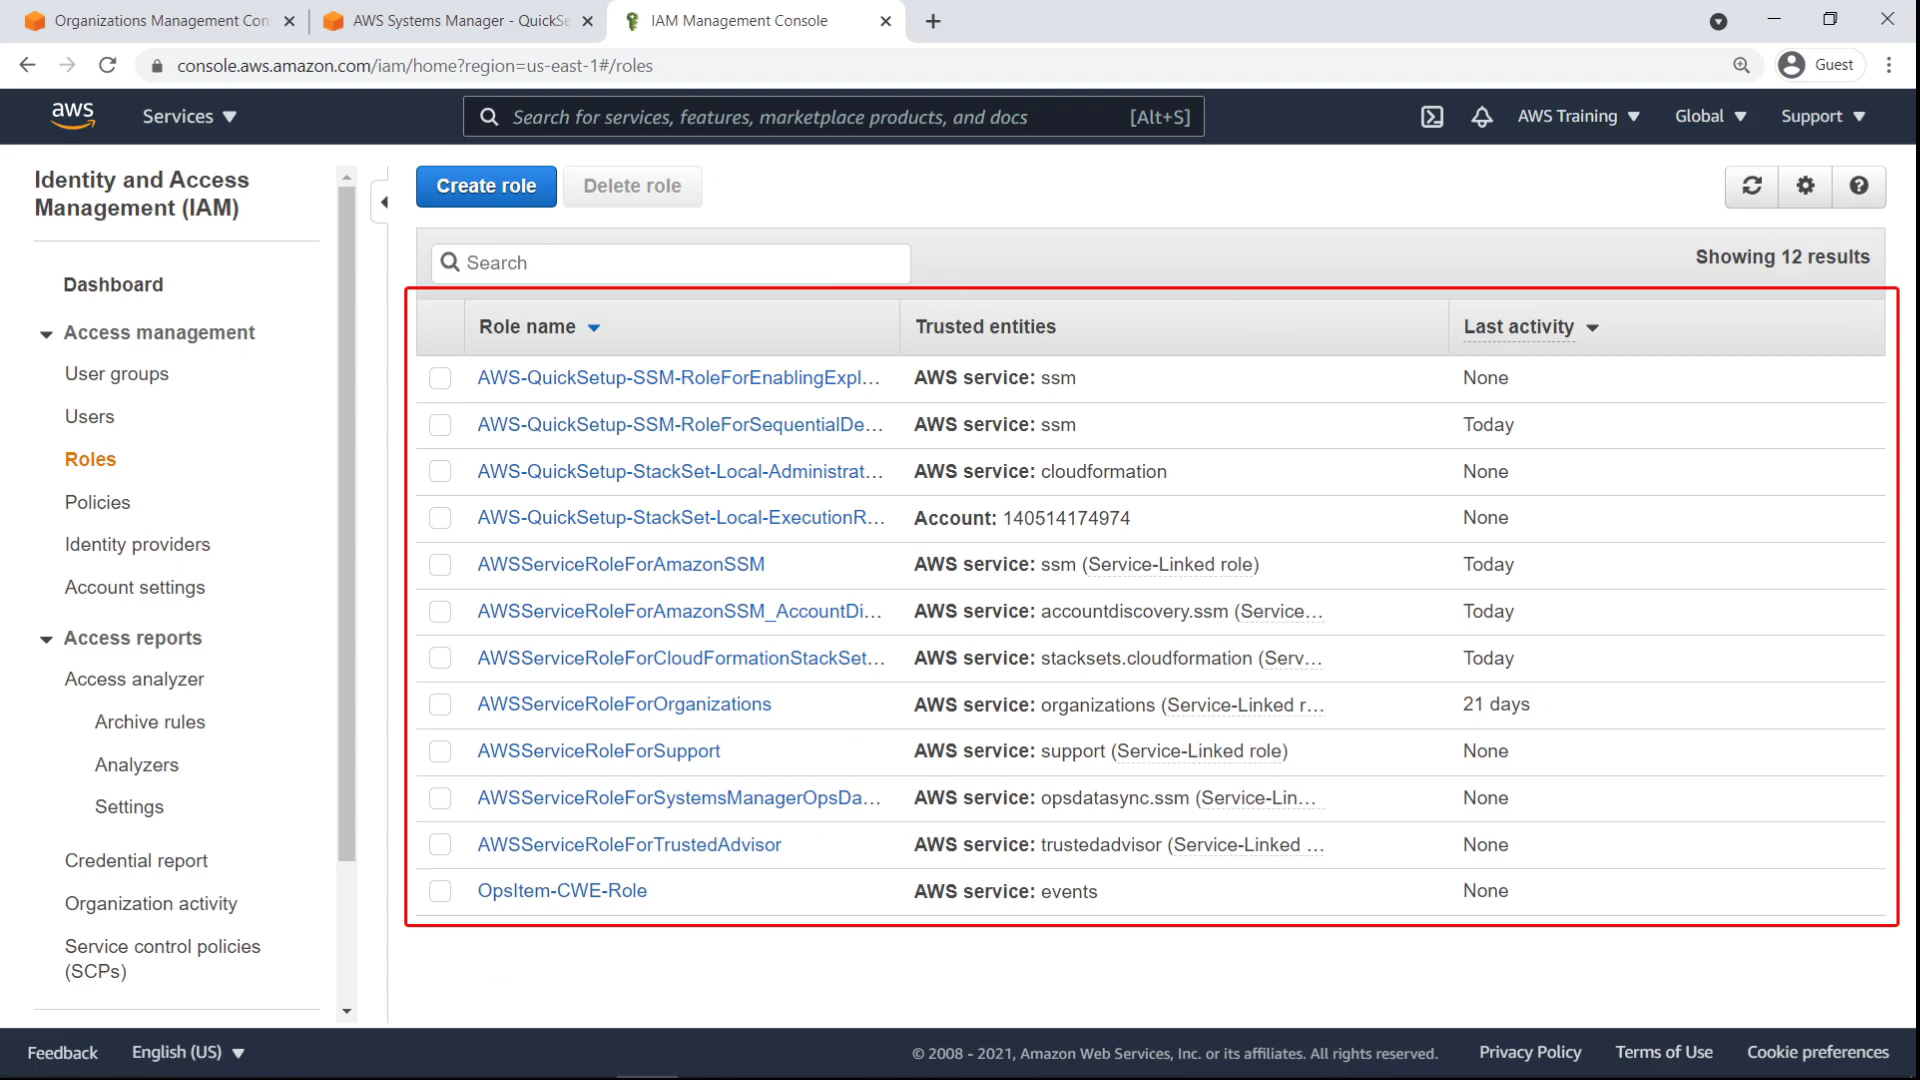 Organizations Management Con
AWS Systems Manager - QuickSe
IAM Management Console
console.aws.amazon.com/iam/home?region=us-east-1#/roles
Guest
aws
Services
Search for services, features, marketplace products, and docs
[Alt+S]
AWS Training
Global
Support
Identity and Access
Management (IAM)
Dashboard
Access management
User groups
Users
Roles
Policies
Identity providers
Account settings
Access reports
Access analyzer
Archive rules
Analyzers
Settings
Credential report
Organization activity
Service control policies
(SCPs)
Create role
Delete role
Search
Showing 12 results
Role name Trusted entities Last activity
AWS-QuickSetup-SSM-RoleForEnablingExpl... AWS service: ssm None
AWS-QuickSetup-SSM-RoleForSequentialDe... AWS service: ssm Today
AWS-QuickSetup-StackSet-Local-Administrat... AWS service: cloudformation None
AWS-QuickSetup-StackSet-Local-ExecutionR... Account: 140514174974 None
AWSServiceRoleForAmazonSSM AWS service: ssm (Service-Linked role) Today
AWSServiceRoleForAmazonSSM_AccountDi... AWS service: accountdiscovery.ssm (Service... Today
AWSServiceRoleForCloudFormationStackSet... AWS service: stacksets.cloudformation (Serv... Today
AWSServiceRoleForOrganizations AWS service: organizations (Service-Linked r... 21 days
AWSServiceRoleForSupport AWS service: support (Service-Linked role) None
AWSServiceRoleForSystemsManagerOpsDa... AWS service: opsdatasync.ssm (Service-Lin... None
AWSServiceRoleForTrustedAdvisor AWS service: trustedadvisor (Service-Linked ... None
OpsItem-CWE-Role AWS service: events None
Feedback
English (US)
© 2008 - 2021, Amazon Web Services, Inc. or its affiliates. All rights reserved.
Privacy Policy
Terms of Use
Cookie preferences